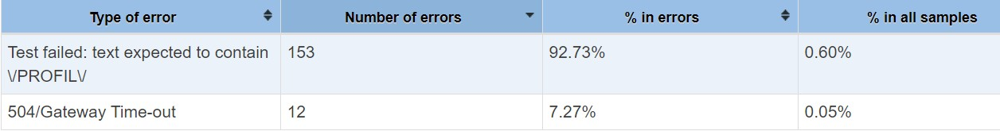 Type of error Number of errors % in errors % in all samples
Test failed: text expected to contain 153 92.73% 0.60%
\/PROFIL\/
504/Gateway Time-out 12 7.27% 0.05%